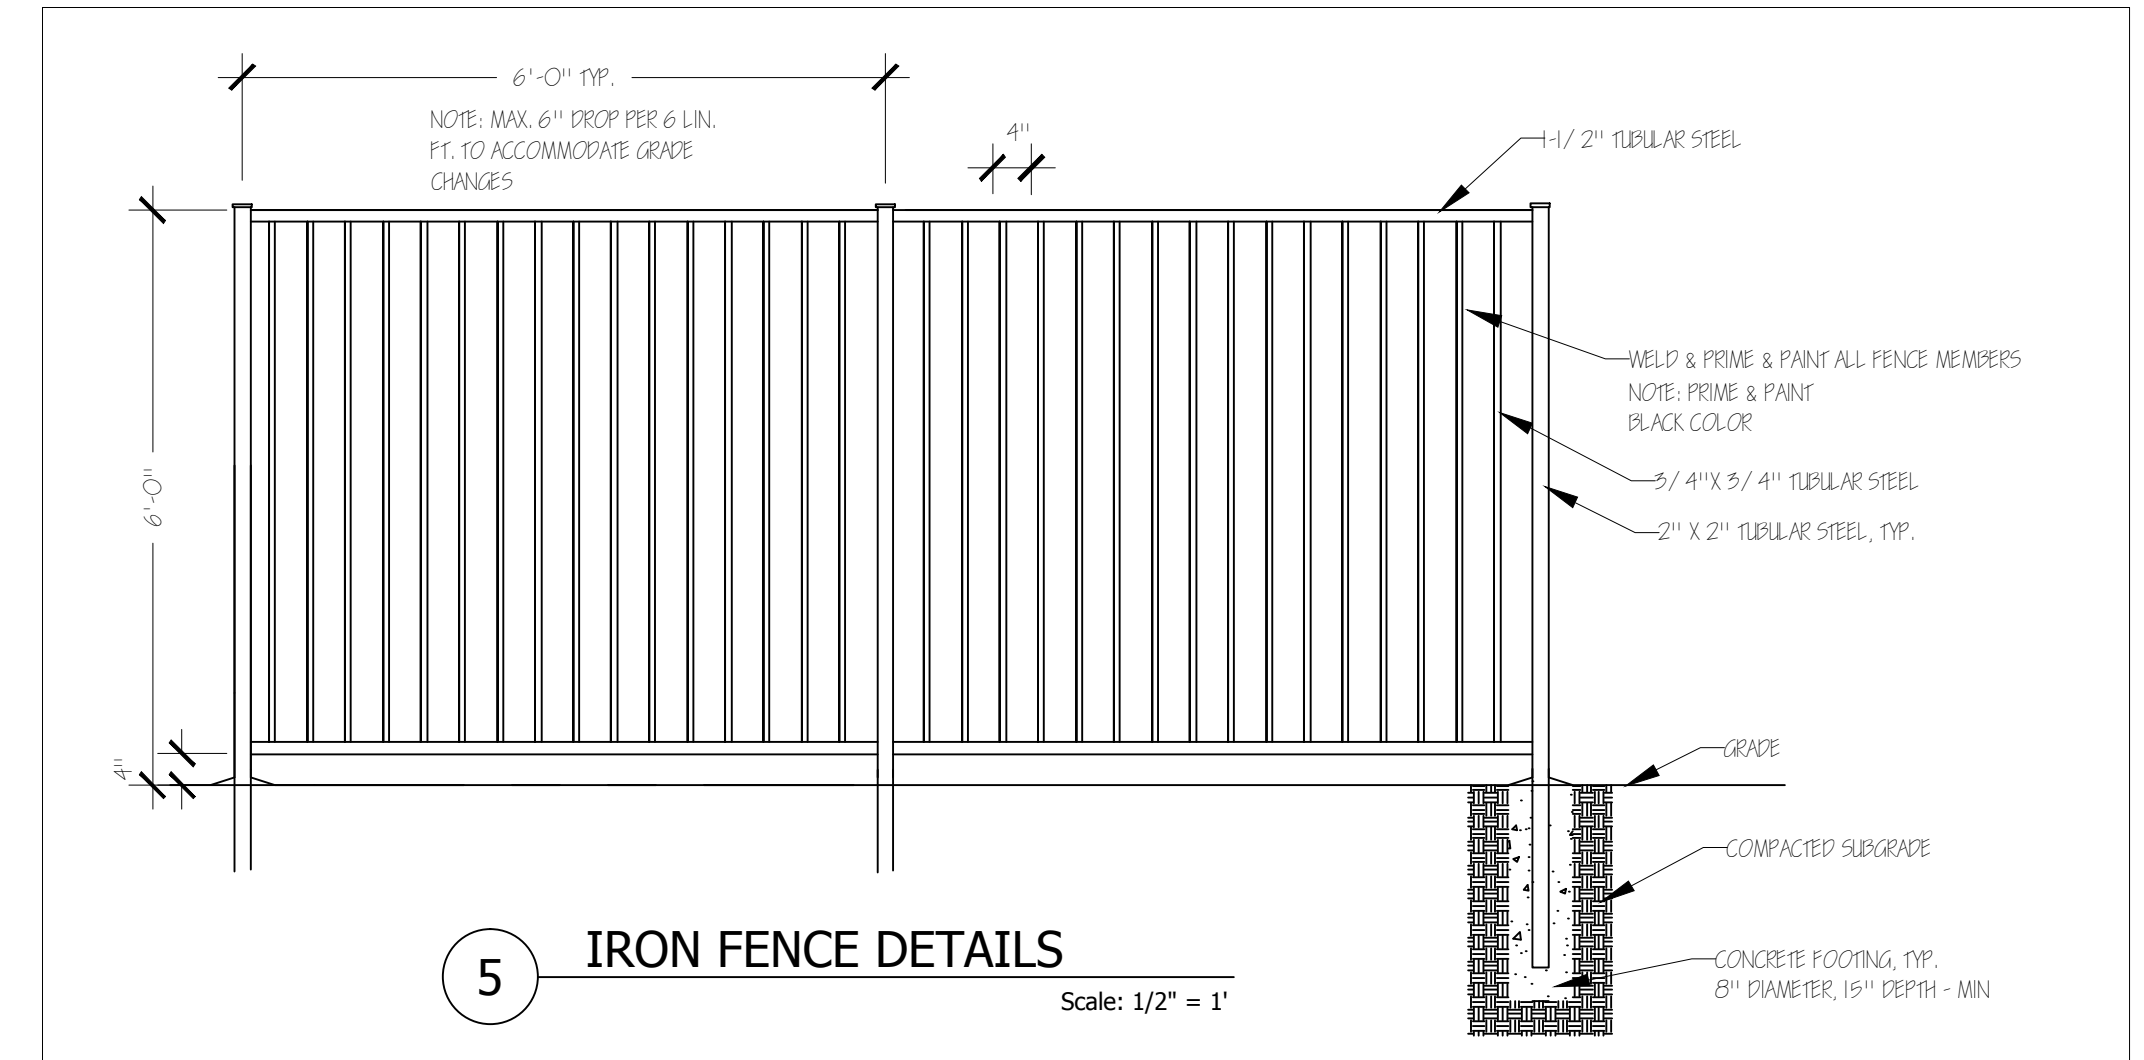 6'-0" TYP.
NOTE: MAX. 6" DROP PER 6 LIN.
FT. TO ACCOMMODATE GRADE
CHANGES
4"
1-1/2" TUBULAR STEEL
WELD & PRIME & PAINT ALL FENCE MEMBERS
NOTE: PRIME & PAINT
BLACK COLOR
3/4"X 3/4" TUBULAR STEEL
6'-0"
2" X 2" TUBULAR STEEL, TYP.
GRADE
4"
COMPACTED SUBGRADE
CONCRETE FOOTING, TYP.
8" DIAMETER, 15" DEPTH - MIN
5
IRON FENCE DETAILS
Scale: 1/2" = 1'